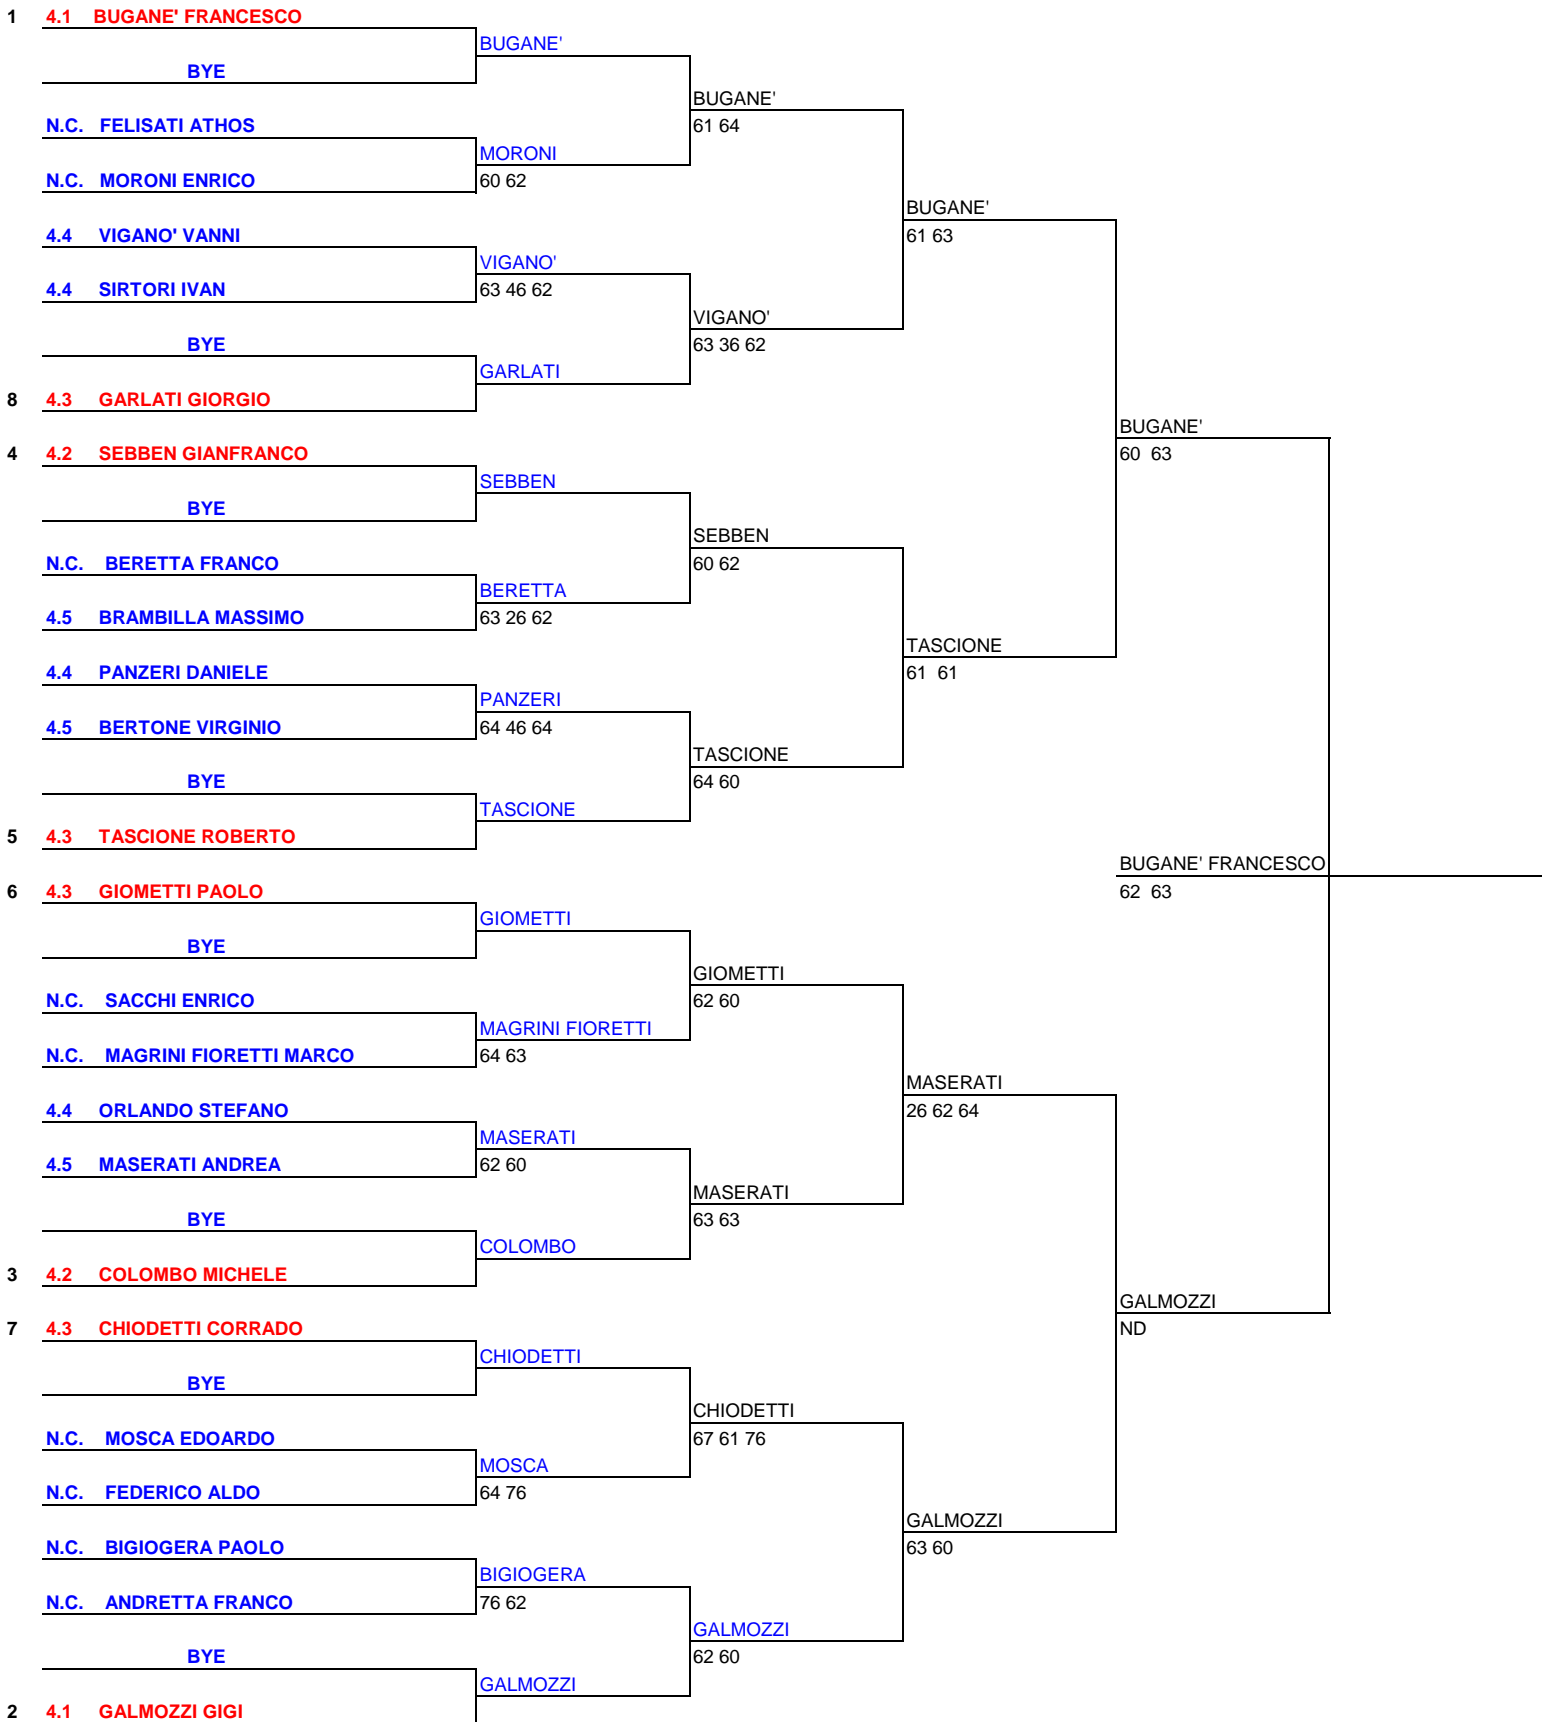 1 4.1 BUGANE' FRANCESCO
BUGANE'
BYE
BUGANE'
N.C. FELISATI ATHOS
61 64
MORONI
N.C. MORONI ENRICO
60 62
BUGANE'
4.4 VIGANO' VANNI
61 63
VIGANO'
4.4 SIRTORI IVAN
63 46 62
VIGANO'
BYE
63 36 62
GARLATI
8 4.3 GARLATI GIORGIO
BUGANE'
4 4.2 SEBBEN GIANFRANCO
60 63
SEBBEN
BYE
SEBBEN
N.C. BERETTA FRANCO
60 62
BERETTA
4.5 BRAMBILLA MASSIMO
63 26 62
TASCIONE
4.4 PANZERI DANIELE
61 61
PANZERI
4.5 BERTONE VIRGINIO
64 46 64
TASCIONE
BYE
64 60
TASCIONE
5 4.3 TASCIONE ROBERTO
BUGANE' FRANCESCO
6 4.3 GIOMETTI PAOLO
62 63
GIOMETTI
BYE
GIOMETTI
N.C. SACCHI ENRICO
62 60
MAGRINI FIORETTI
N.C. MAGRINI FIORETTI MARCO
64 63
MASERATI
4.4 ORLANDO STEFANO
26 62 64
MASERATI
4.5 MASERATI ANDREA
62 60
MASERATI
BYE
63 63
COLOMBO
3 4.2 COLOMBO MICHELE
GALMOZZI
7 4.3 CHIODETTI CORRADO
ND
CHIODETTI
BYE
CHIODETTI
N.C. MOSCA EDOARDO
67 61 76
MOSCA
N.C. FEDERICO ALDO
64 76
GALMOZZI
N.C. BIGIOGERA PAOLO
63 60
BIGIOGERA
N.C. ANDRETTA FRANCO
76 62
GALMOZZI
BYE
62 60
GALMOZZI
2 4.1 GALMOZZI GIGI